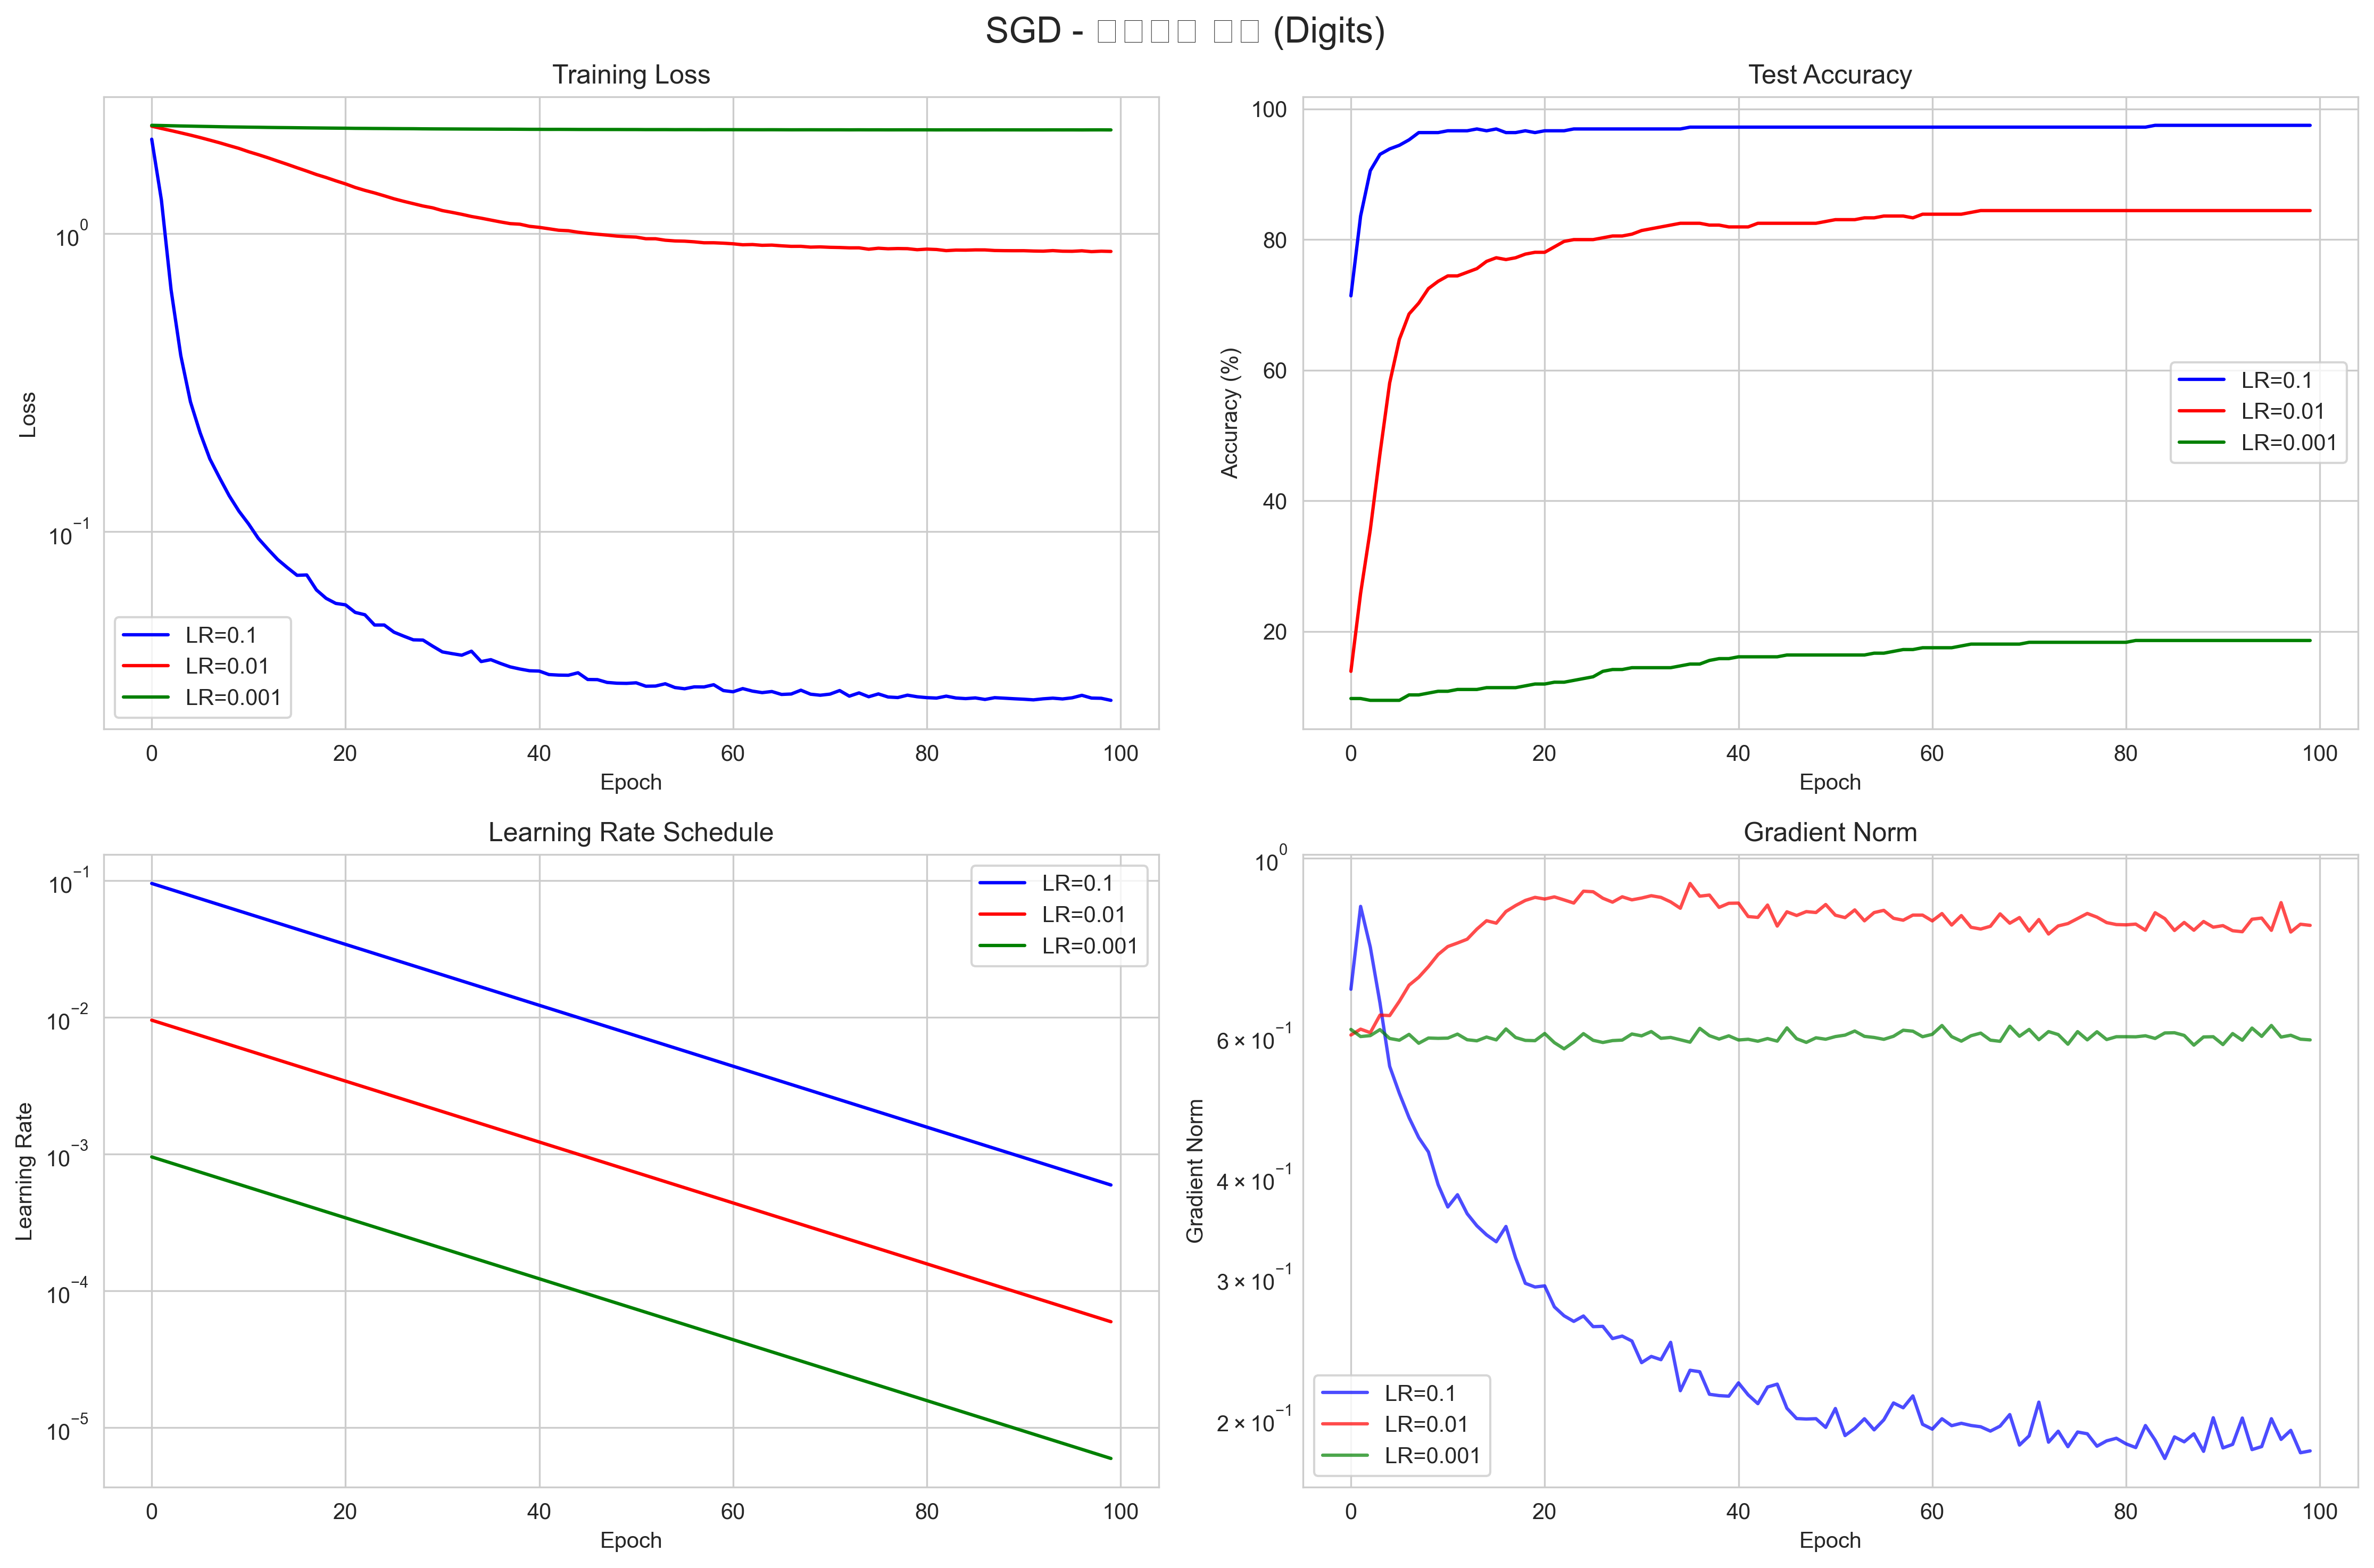 SGD - □□□□ □□ (Digits)
Training Loss
Loss
10⁰
10⁻¹
LR=0.1
LR=0.01
LR=0.001
0 20 40 60 80 100
Epoch
Test Accuracy
Accuracy (%)
100
80
60
40
20
LR=0.1
LR=0.01
LR=0.001
0 20 40 60 80 100
Epoch
Learning Rate Schedule
Learning Rate
10⁻¹
10⁻²
10⁻³
10⁻⁴
10⁻⁵
LR=0.1
LR=0.01
LR=0.001
0 20 40 60 80 100
Epoch
Gradient Norm
Gradient Norm
10⁰
6 × 10⁻¹
4 × 10⁻¹
3 × 10⁻¹
2 × 10⁻¹
LR=0.1
LR=0.01
LR=0.001
0 20 40 60 80 100
Epoch